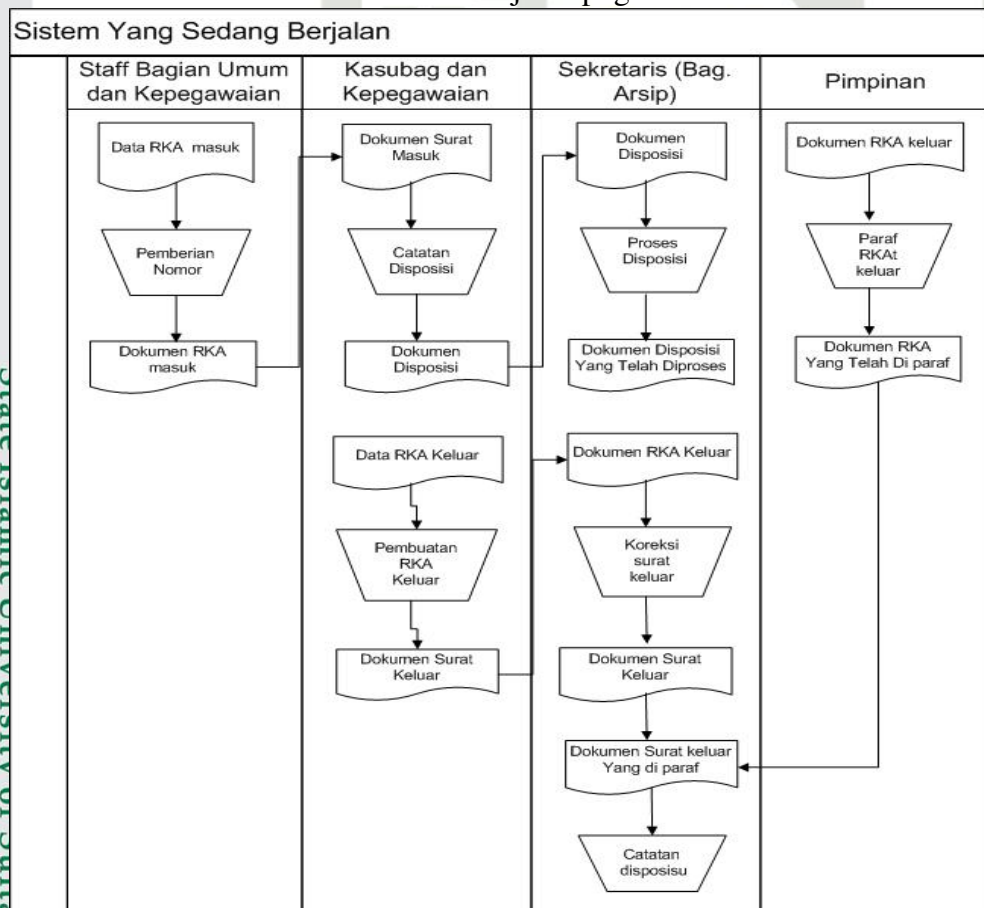 Sistem Yang Sedang Berjalan
Staff Bagian Umum
dan Kepegawaian
Kasubag dan
Kepegawaian
Sekretaris (Bag.
Arsip)
Pimpinan
Data RKA masuk
Pemberian
Nomor
Dokumen RKA
masuk
Dokumen Surat
Masuk
Catatan
Disposisi
Dokumen
Disposisi
Data RKA Keluar
Pembuatan
RKA
Keluar
Dokumen Surat
Keluar
Dokumen
Disposisi
Proses
Disposisi
Dokumen Disposisi
Yang Telah Diproses
Dokumen RKA Keluar
Koreksi
surat
keluar
Dokumen Surat
Keluar
Dokumen Surat keluar
Yang di paraf
Catatan
disposisu
Dokumen RKA keluar
Paraf
RKAt
keluar
Dokumen RKA
Yang Telah Di paraf
State Islamic University of